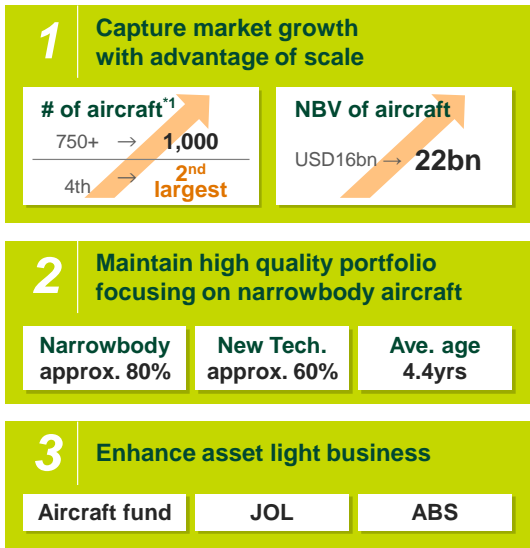 1
Capture market growth
with advantage of scale
# of aircraft*1
750+ → 1,000
4th → 2nd
largest
NBV of aircraft
USD16bn → 22bn
2
Maintain high quality portfolio
focusing on narrowbody aircraft
Narrowbody
approx. 80%
New Tech.
approx. 60%
Ave. age
4.4yrs
3
Enhance asset light business
Aircraft fund
JOL
ABS